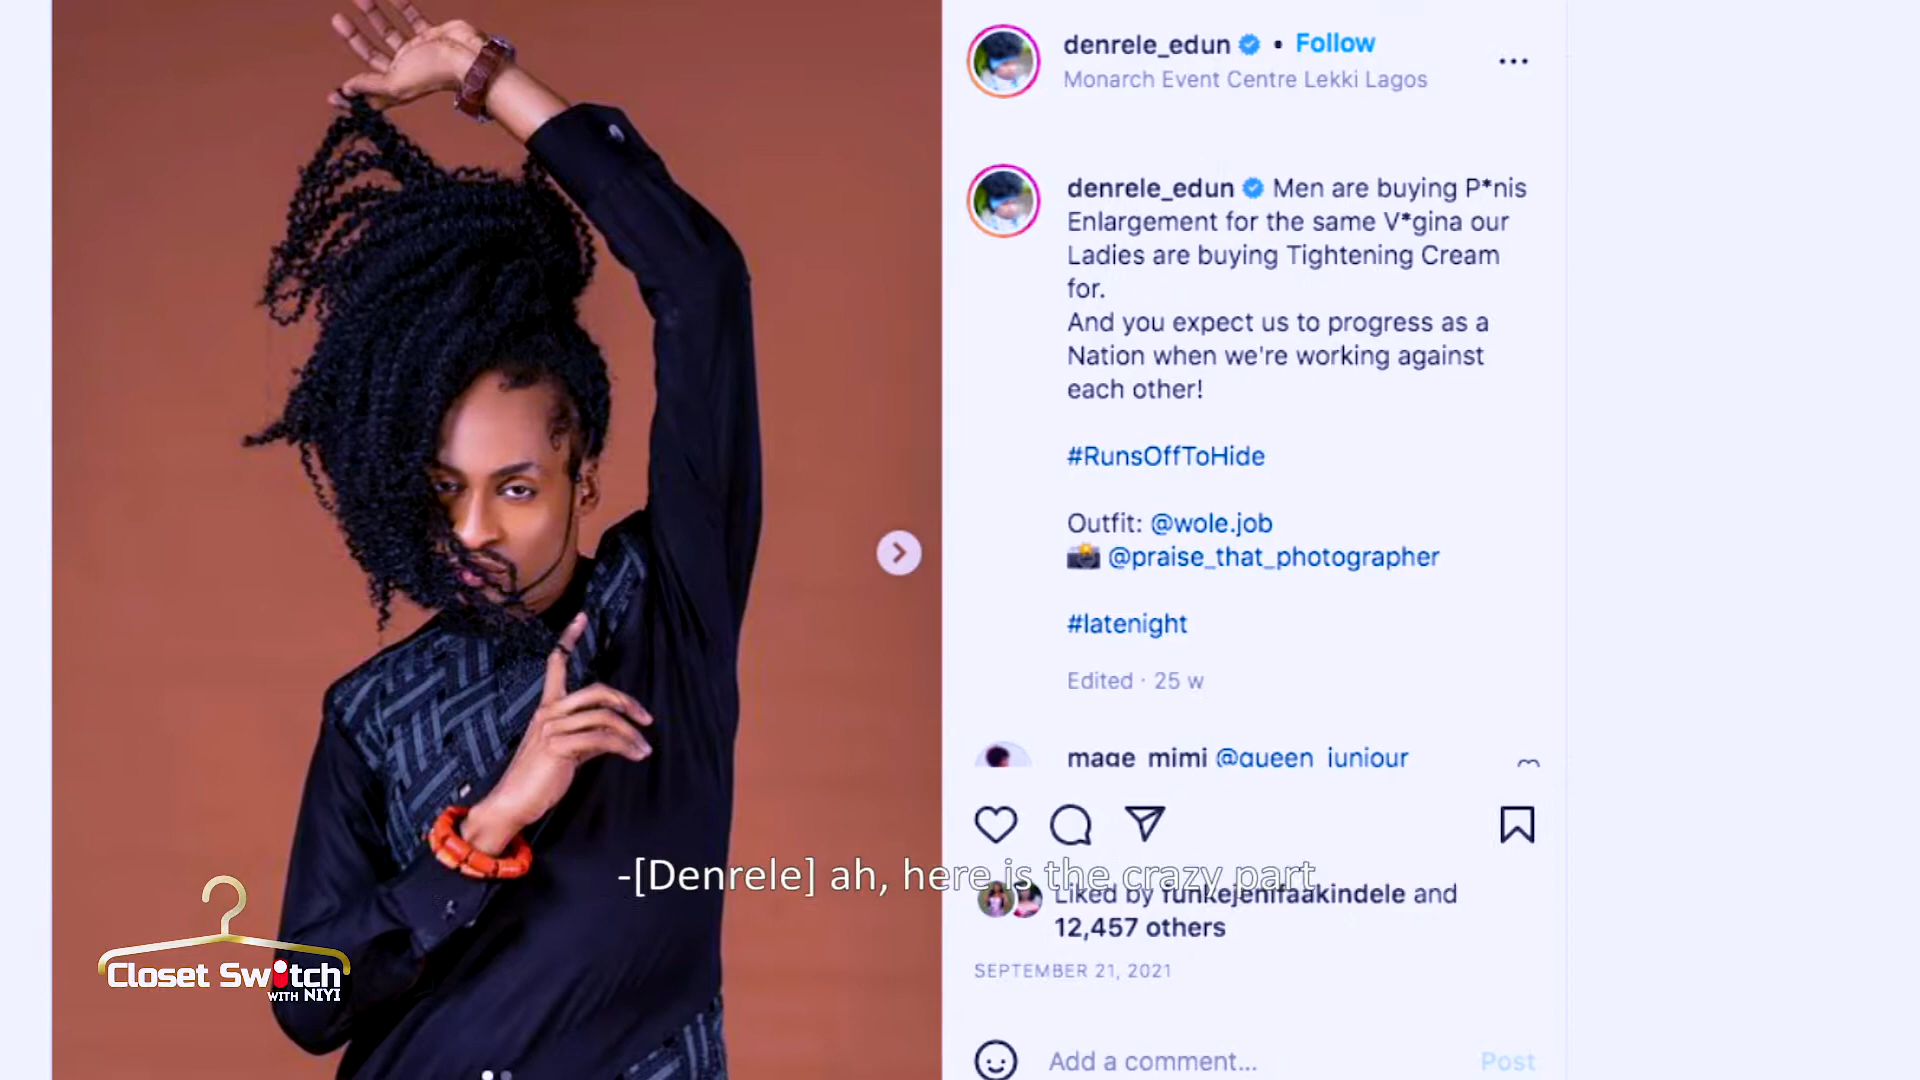 denrele_edun • Follow
Monarch Event Centre Lekki Lagos
denrele_edun Men are buying P*nis
Enlargement for the same V*gina our
Ladies are buying Tightening Cream
for.
And you expect us to progress as a
Nation when we're working against
each other!
#RunsOffToHide
Outfit: @wole.job
@praise_that_photographer
#latenight
Edited · 25 w
mage_mimi @queen_juniour
-[Denrele] ah, here is the crazy part
Liked by funkejenifaakindele and
12,457 others
SEPTEMBER 21, 2021
Add a comment... Post
Closet Switch
WITH NIYI